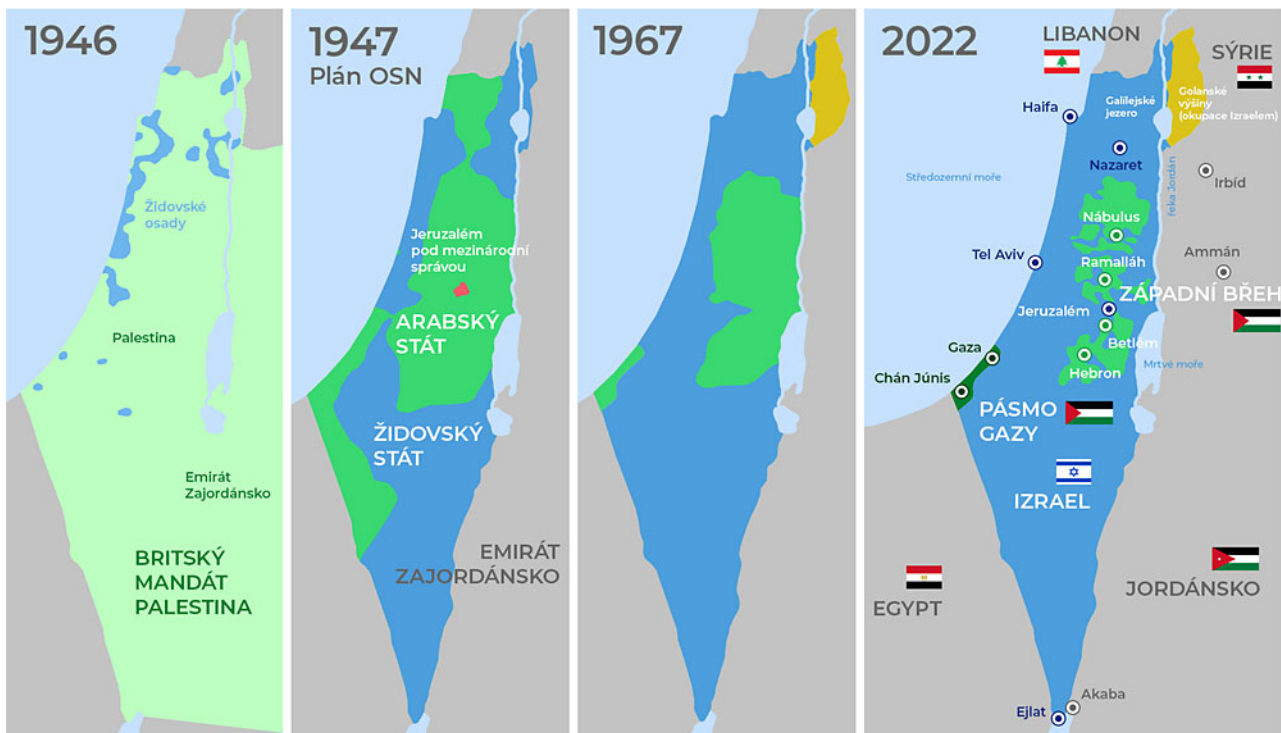 1946
Židovské
osady
Palestina
Emirát
Zajordánsko
BRITSKÝ
MANDÁT
PALESTINA
1947
Plán OSN
Jeruzalém
pod mezinárodní
správou
ARABSKÝ
STÁT
ŽIDOVSKÝ
STÁT
EMIRÁT
ZAJORDÁNSKO
1967
2022
LIBANON
SÝRIE
Haifa
Galilejské
jezero
Golanské
výšiny
(okupace Izraelem)
Nazaret
Středozemní moře
řeka Jordán
Irbíd
Nábulus
Tel Aviv
Ramalláh
Ammán
ZÁPADNÍ BŘEH
Jeruzalém
Betlém
Gaza
Hebron
Mrtvé moře
Chán Júnis
PÁSMO
GAZY
IZRAEL
EGYPT
JORDÁNSKO
Akaba
Ejlat